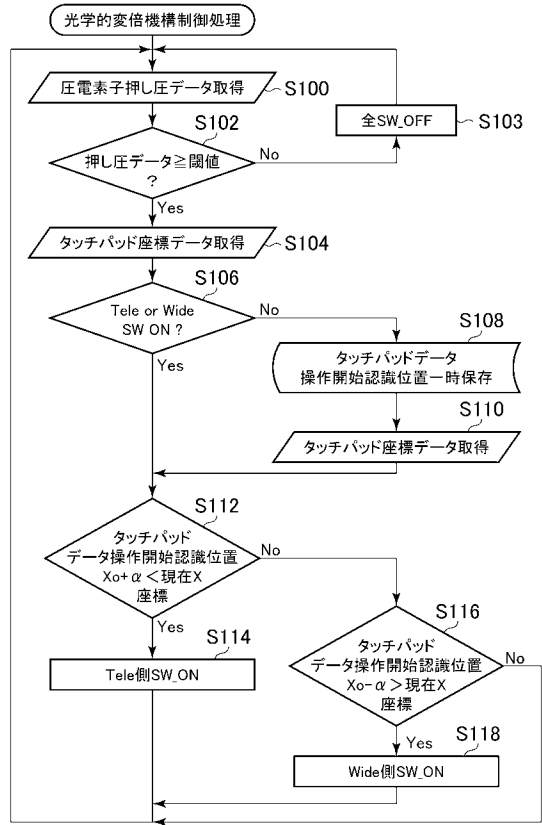 光学的変倍機構制御処理
圧電素子押し圧データ取得
S100
S102
全SW_OFF
S103
押し圧データ≧閾値
?
No
Yes
タッチパッド座標データ取得
S104
S106
Tele or Wide
SW ON ?
No
Yes
S108
タッチパッドデータ
操作開始認識位置一時保存
S110
タッチパッド座標データ取得
S112
タッチパッド
データ操作開始認識位置
Xo+α<現在X
座標
No
Yes
S114
Tele側SW_ON
S116
タッチパッド
データ操作開始認識位置
Xo-α>現在X
座標
No
Yes
S118
Wide側SW_ON